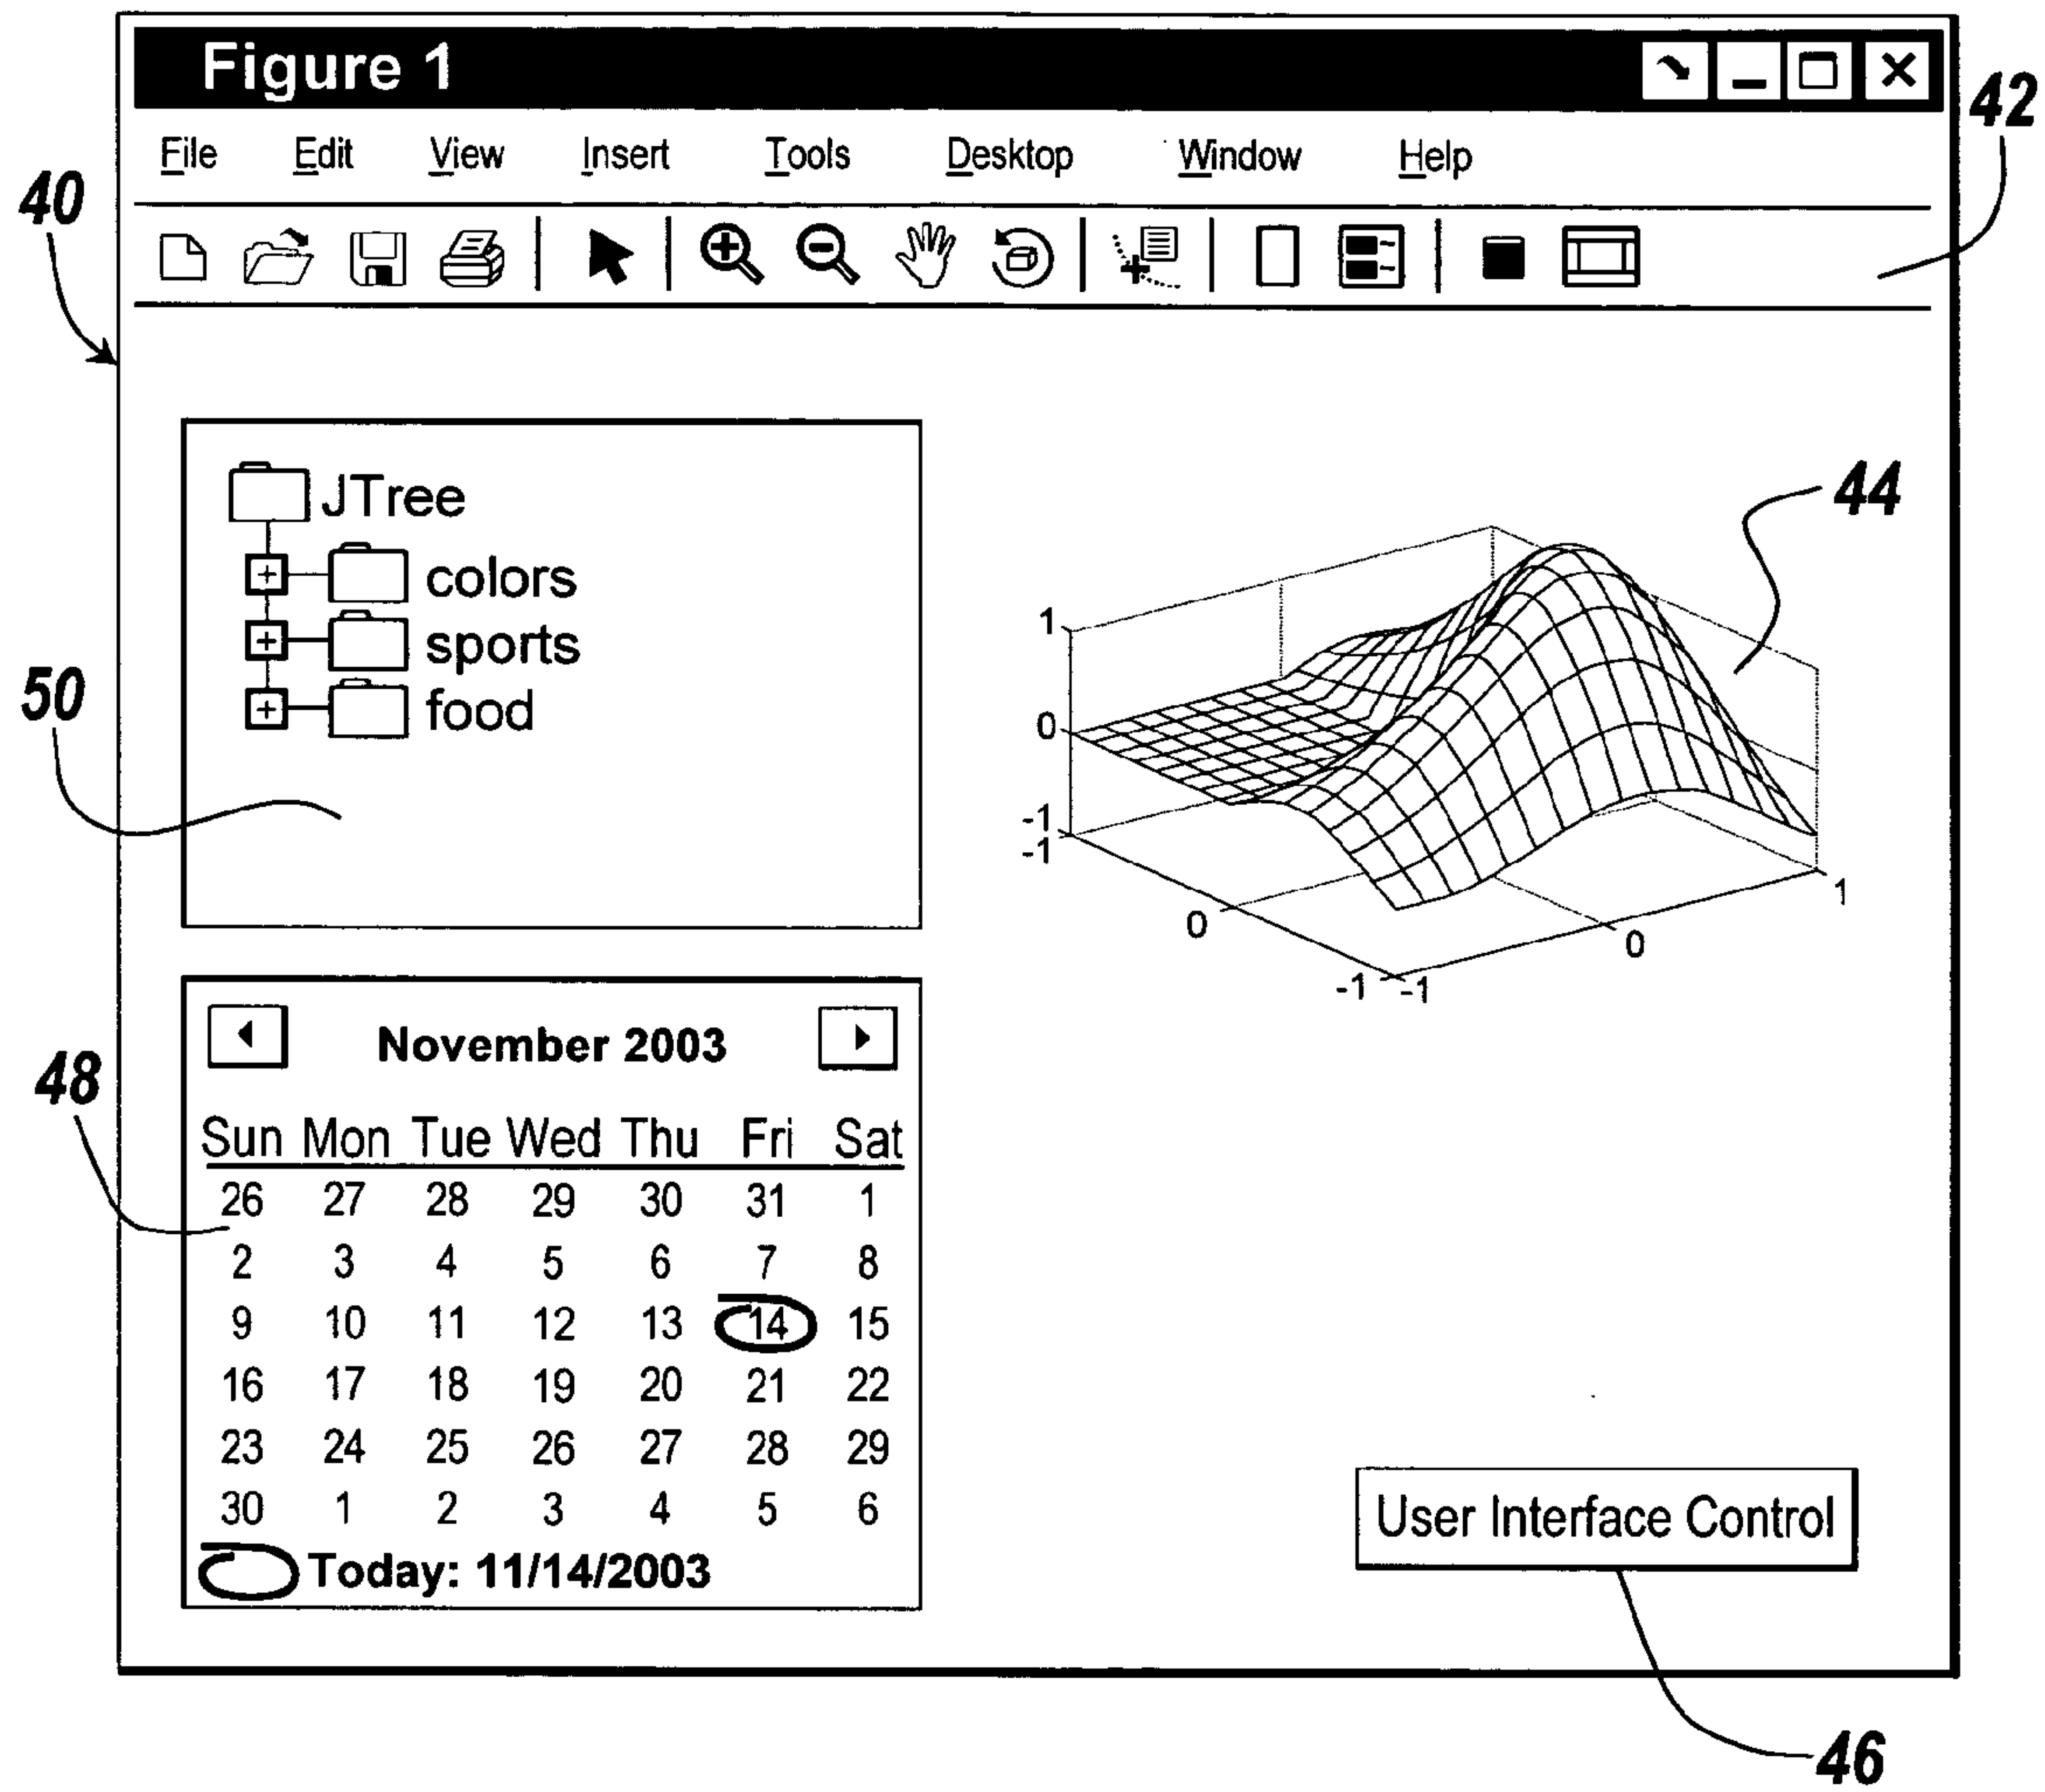 Figure 1
42
File Edit View Insert Tools Desktop Window Help
40
JTree
colors
sports
food
50
44
1
0
-1
-1
0
-1
-1
0
1
48
November 2003
Sun Mon Tue Wed Thu Fri Sat
26 27 28 29 30 31 1
2 3 4 5 6 7 8
9 10 11 12 13 14 15
16 17 18 19 20 21 22
23 24 25 26 27 28 29
30 1 2 3 4 5 6
Today: 11/14/2003
User Interface Control
46